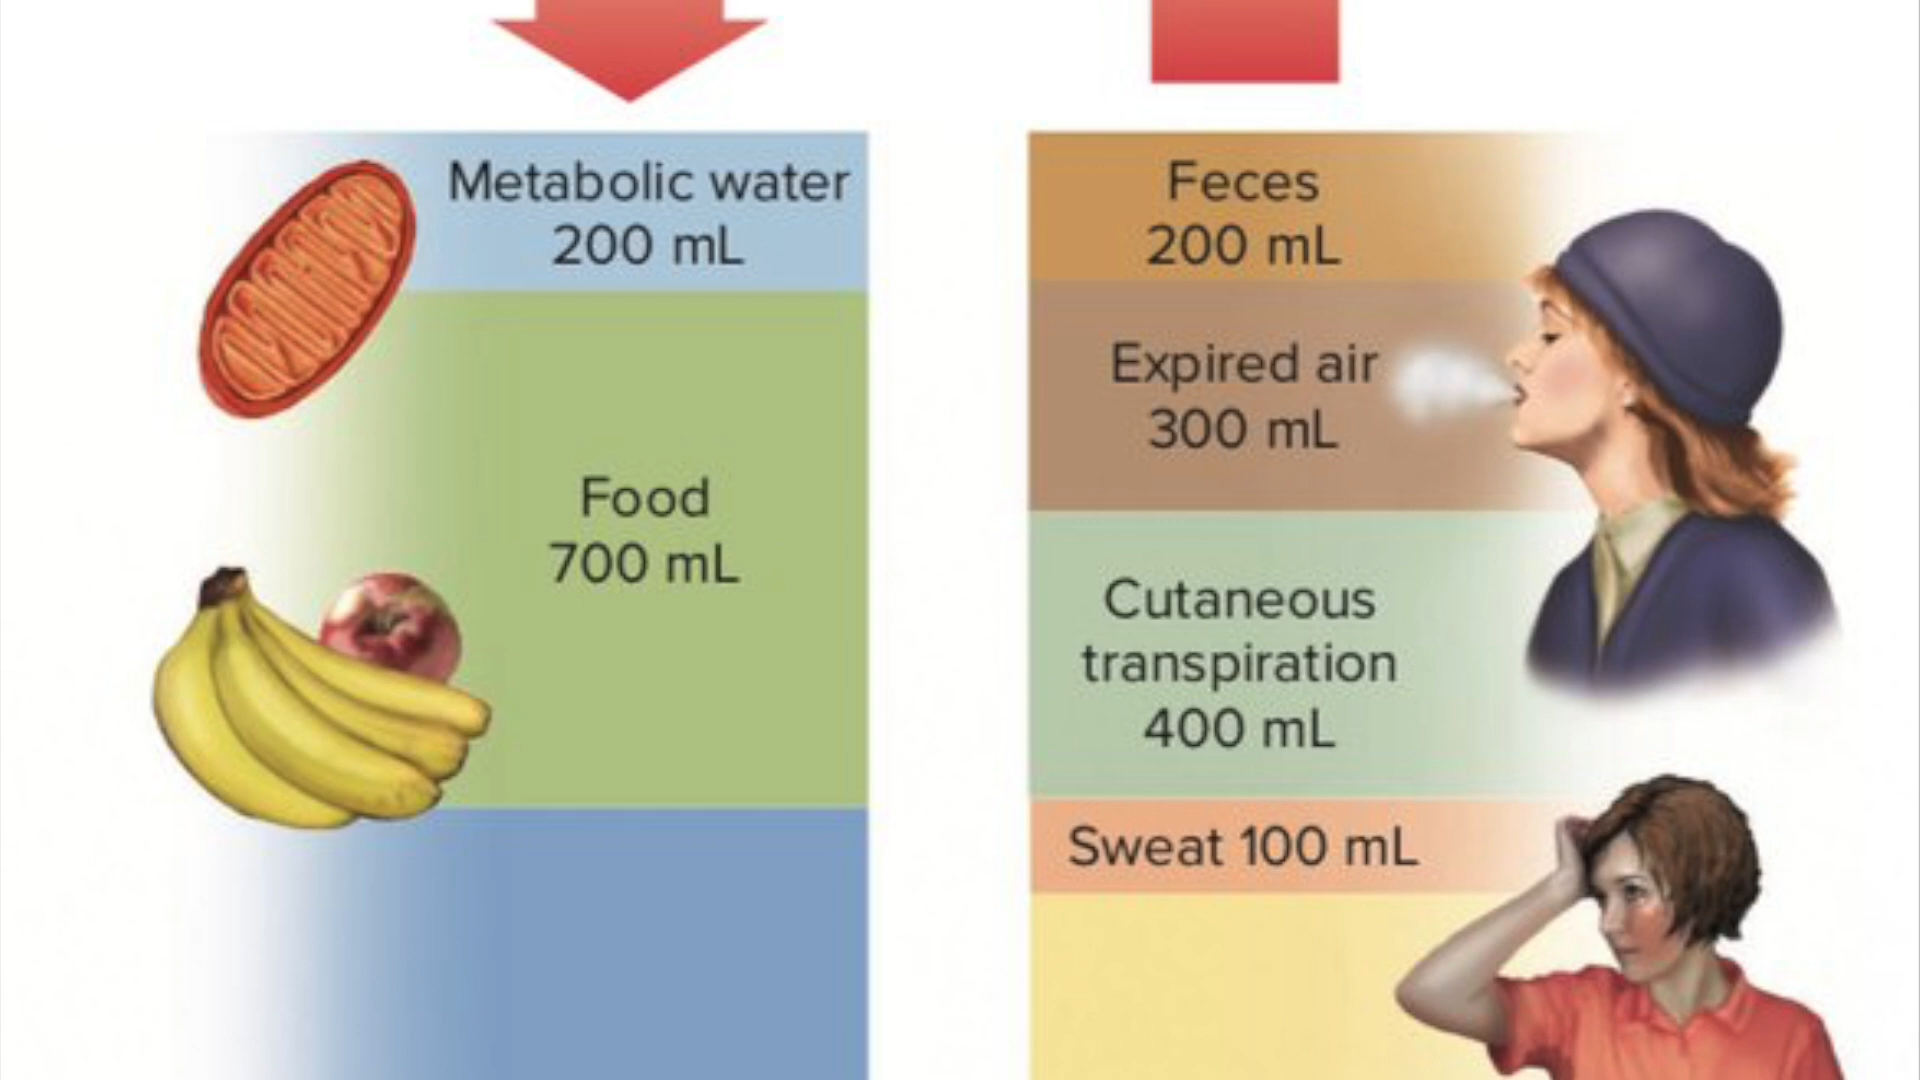 Metabolic water
200 mL
Food
700 mL
Feces
200 mL
Expired air
300 mL
Cutaneous
transpiration
400 mL
Sweat 100 mL